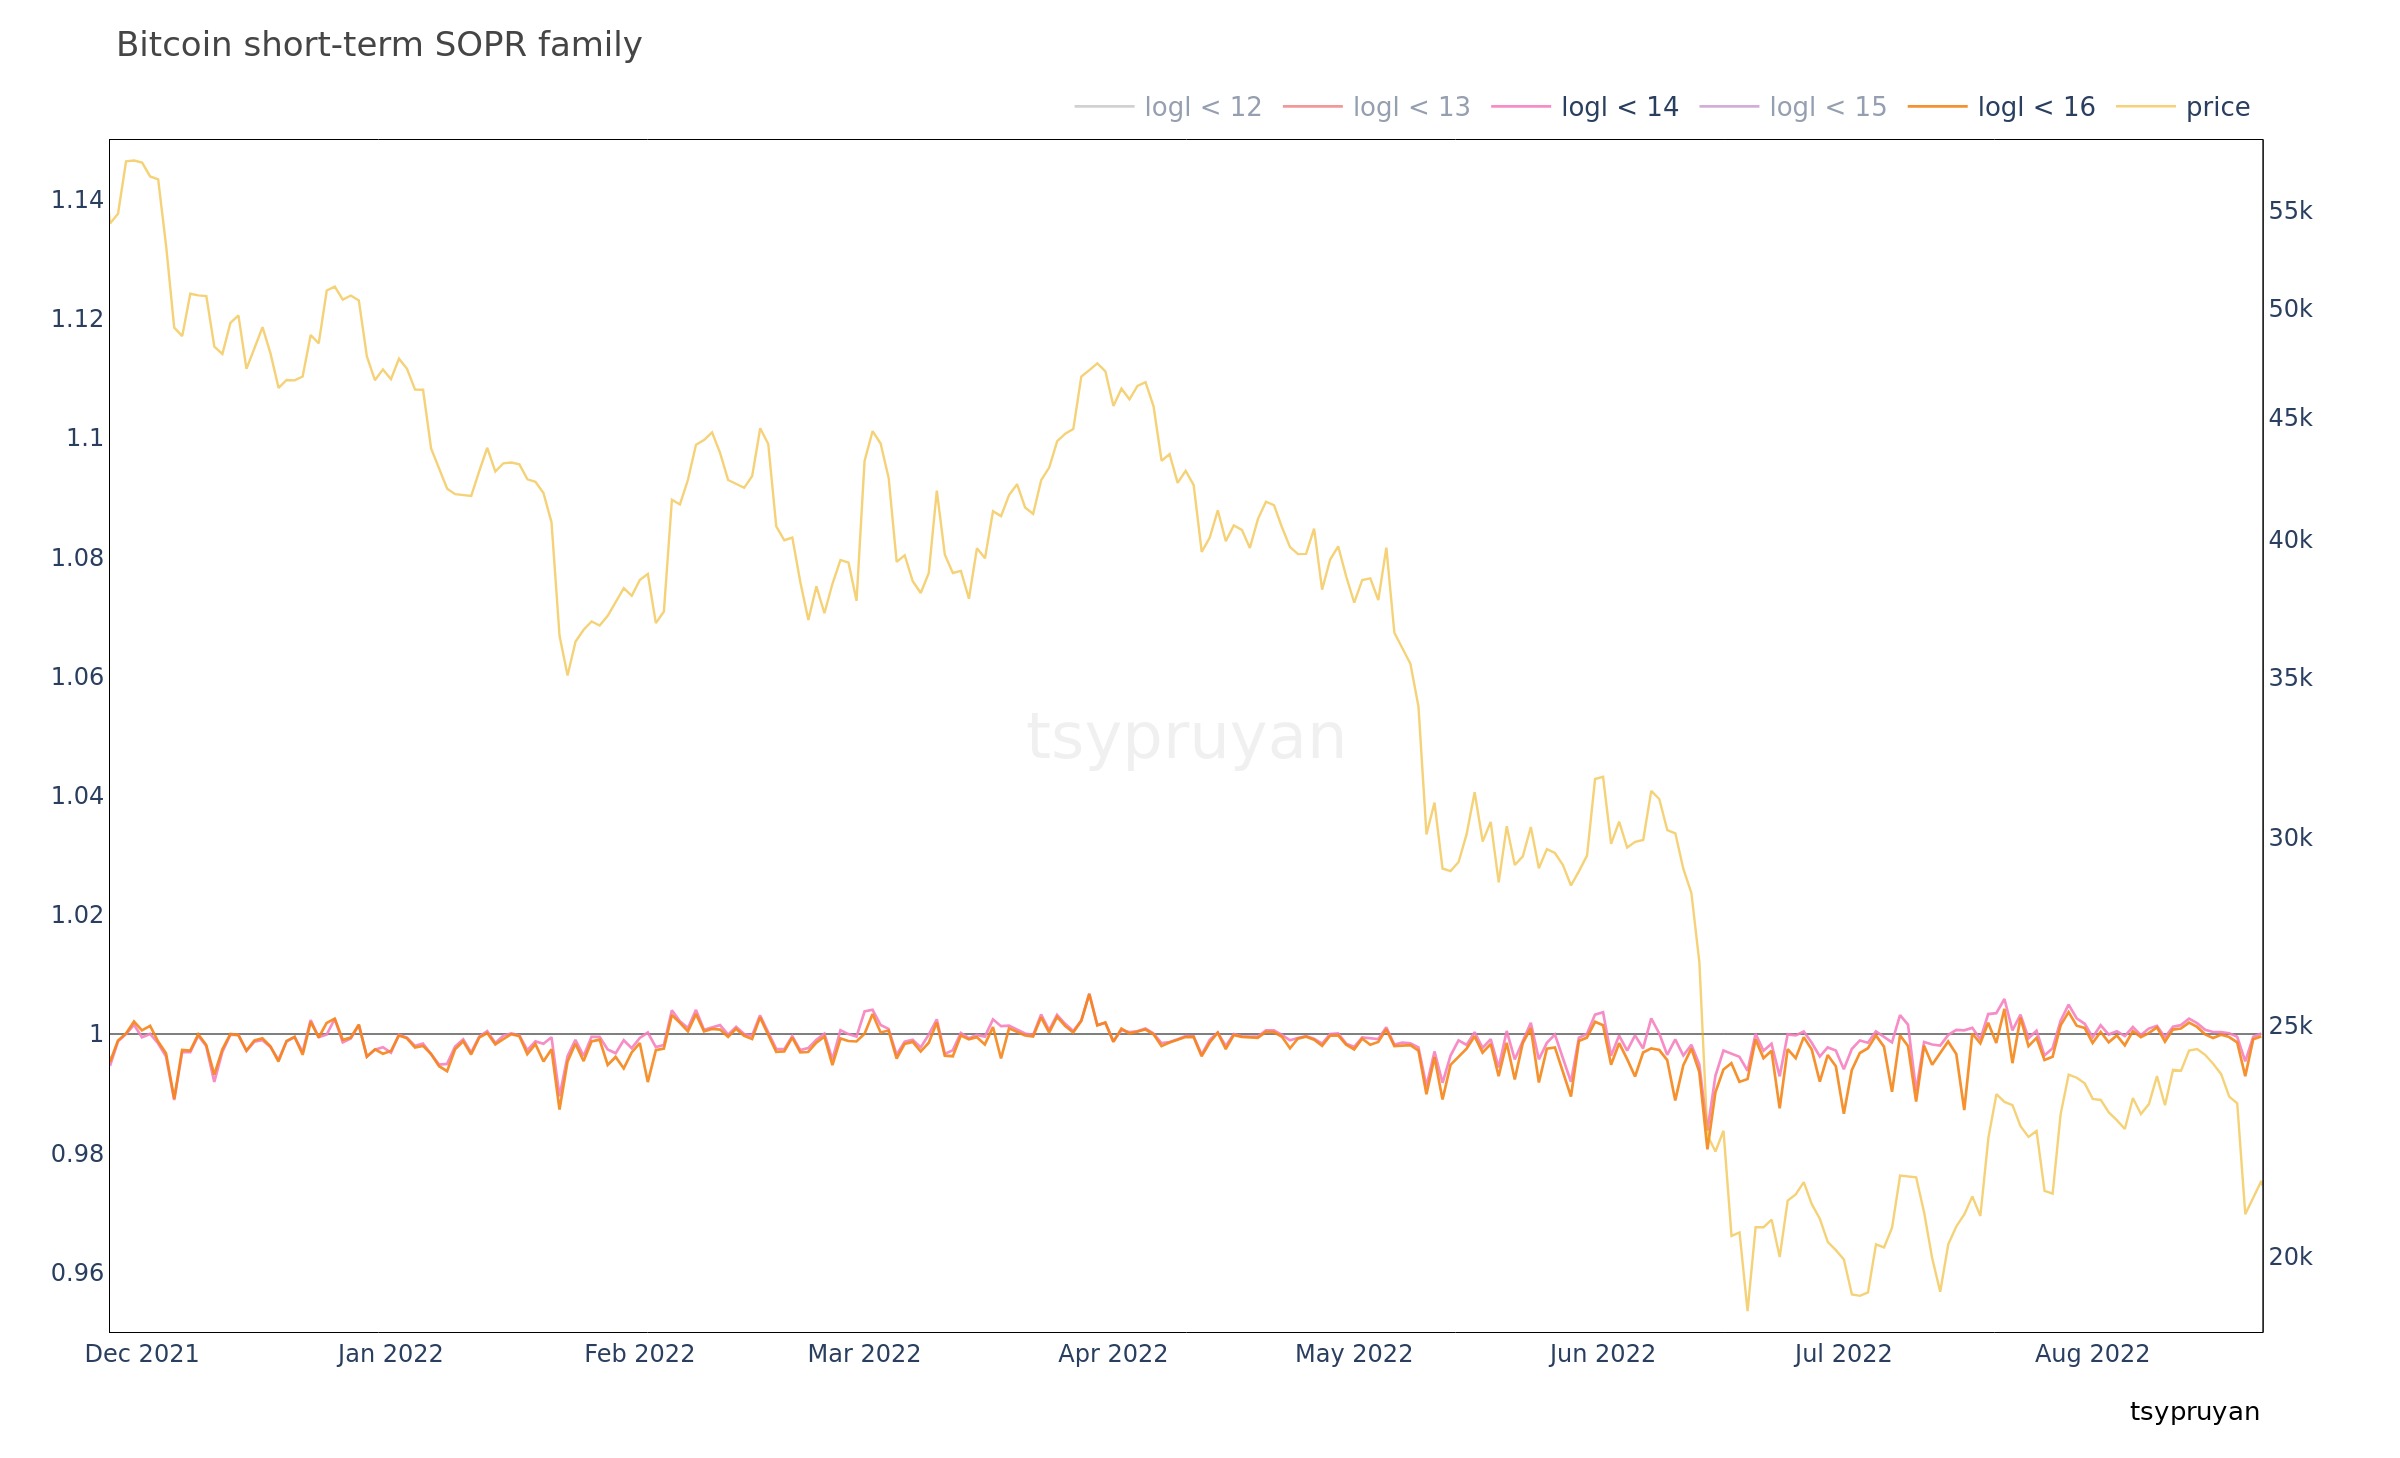 Bitcoin short-term SOPR family
logl < 12 logl < 13 logl < 14 logl < 15 logl < 16 price
1.14
55k
1.12
50k
1.1
45k
1.08
40k
1.06
35k
tsypruyan
1.04
30k
1.02
1
25k
0.98
0.96
20k
Dec 2021 Jan 2022 Feb 2022 Mar 2022 Apr 2022 May 2022 Jun 2022 Jul 2022 Aug 2022
tsypruyan